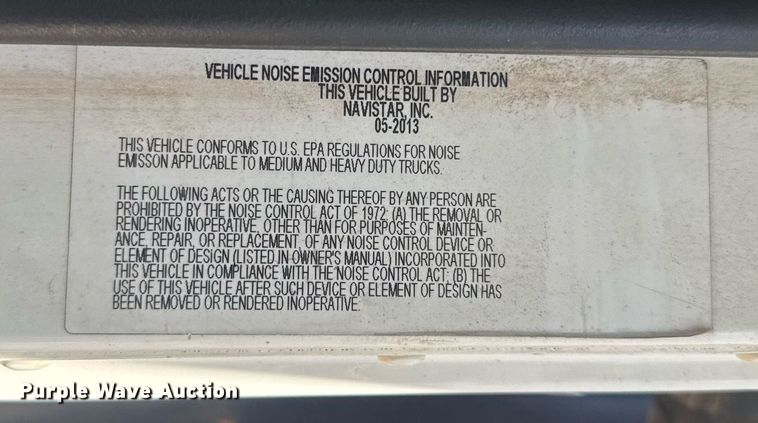 VEHICLE NOISE EMISSION CONTROL INFORMATION
THIS VEHICLE BUILT BY
NAVISTAR, INC.
05-2013
THIS VEHICLE CONFORMS TO U.S. EPA REGULATIONS FOR NOISE
EMISSON APPLICABLE TO MEDIUM AND HEAVY DUTY TRUCKS.
THE FOLLOWING ACTS OR THE CAUSING THEREOF BY ANY PERSON ARE
PROHIBITED BY THE NOISE CONTROL ACT OF 1972: (A) THE REMOVAL OR
RENDERING INOPERATIVE, OTHER THAN FOR PURPOSES OF MAINTEN-
ANCE, REPAIR, OR REPLACEMENT, OF ANY NOISE CONTROL DEVICE OR
ELEMENT OF DESIGN (LISTED IN OWNER'S MANUAL) INCORPORATED INTO
THIS VEHICLE IN COMPLIANCE WITH THE NOISE CONTROL ACT; (B) THE
USE OF THIS VEHICLE AFTER SUCH DEVICE OR ELEMENT OF DESIGN HAS
BEEN REMOVED OR RENDERED INOPERATIVE.
Purple Wave Auction